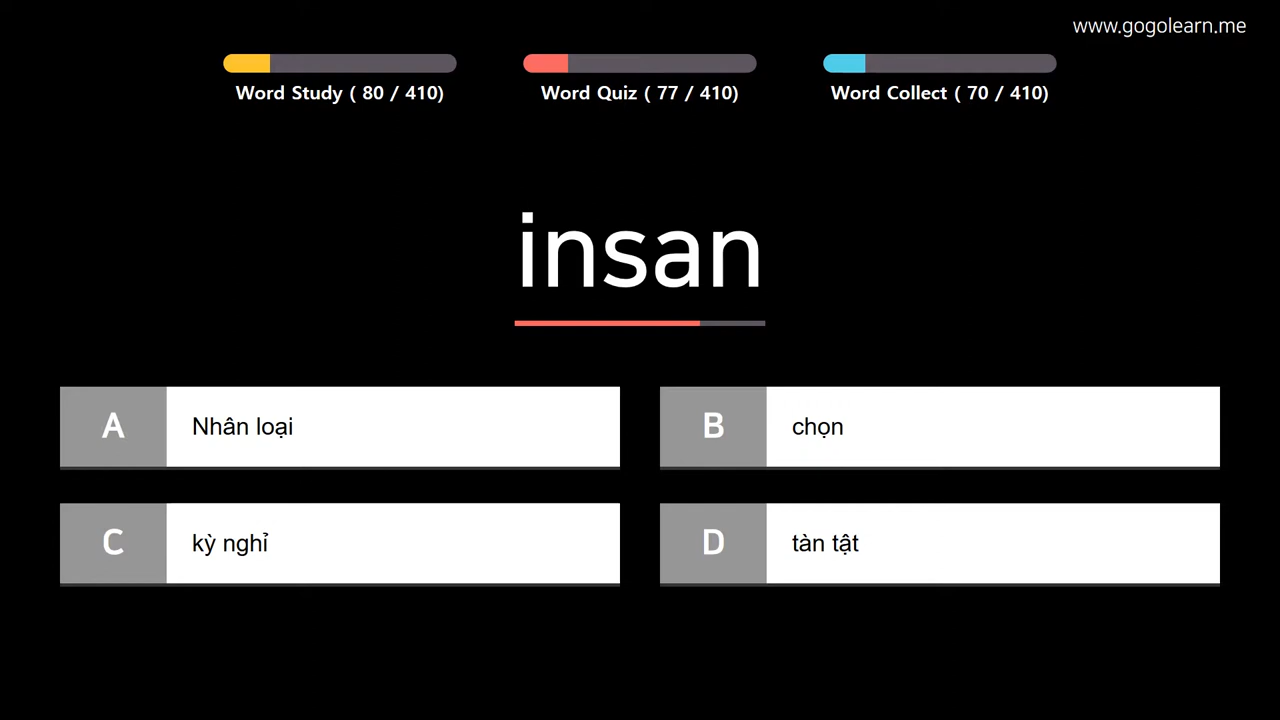 www.gogolearn.me
Word Study ( 80 / 410)
Word Quiz ( 77 / 410)
Word Collect ( 70 / 410)
insan
A Nhân loại
B chọn
C kỳ nghỉ
D tàn tật